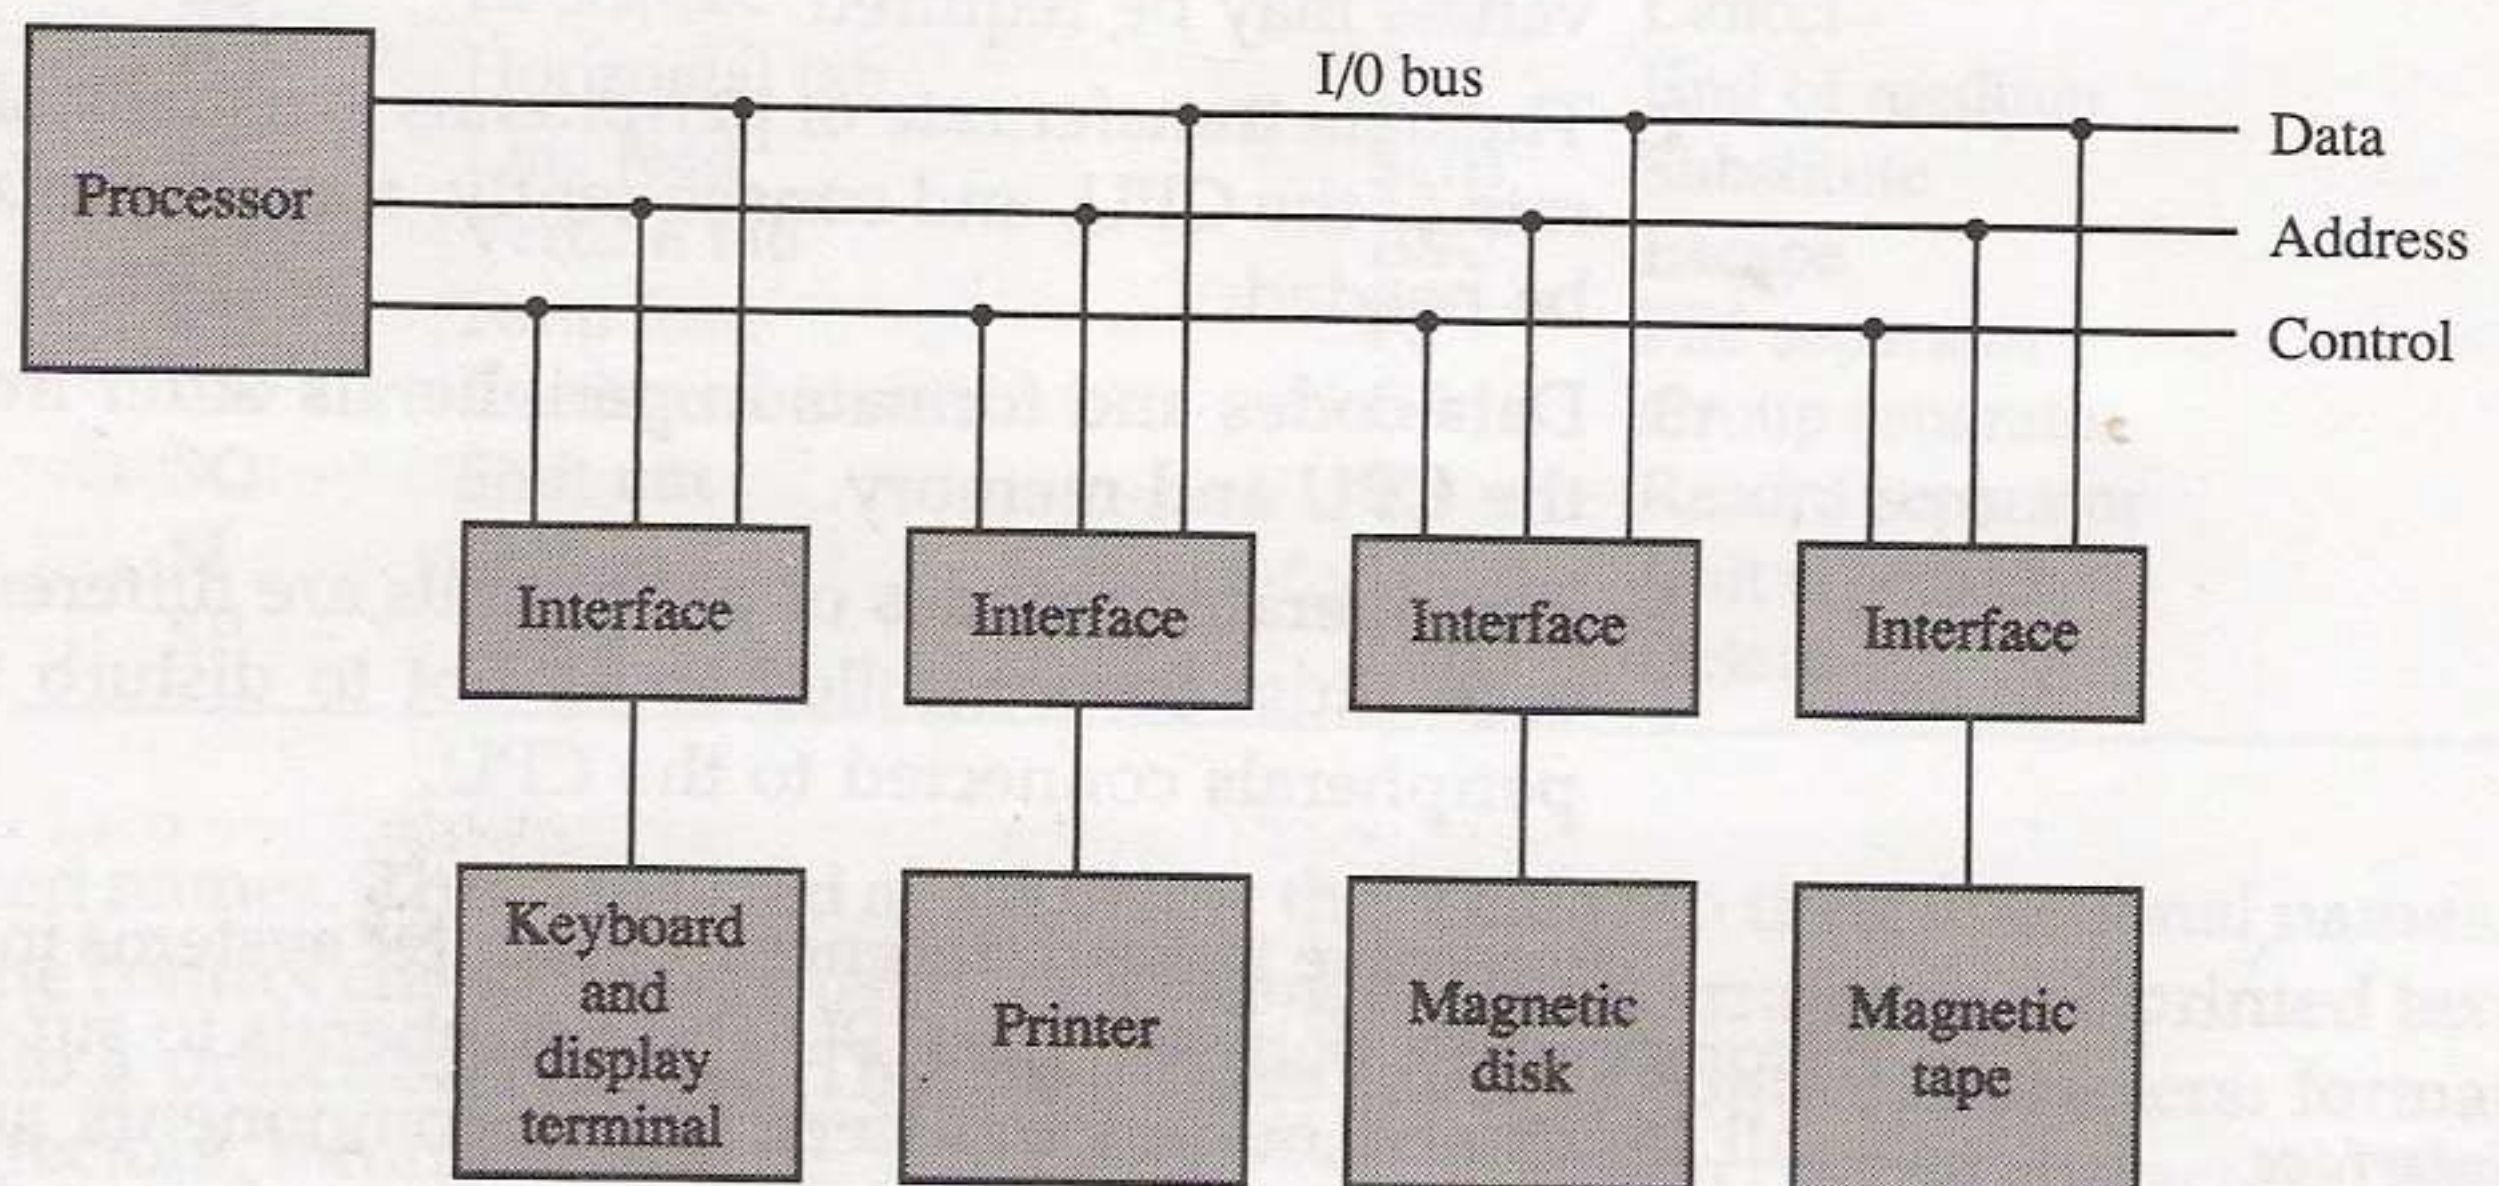 I/0 bus
Data
Processor
Address
Control
Interface
Interface
Interface
Interface
Keyboard
and
display
terminal
Printer
Magnetic
disk
Magnetic
tape